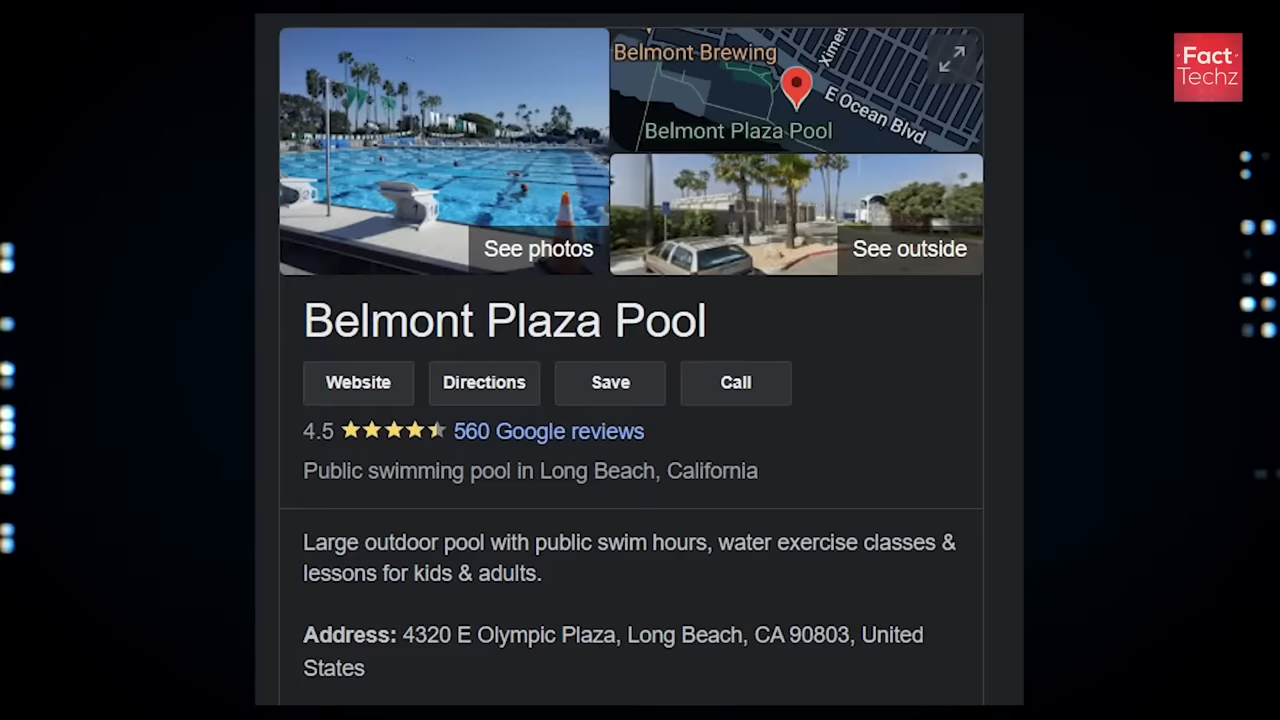 Fact
Techz
Belmont Brewing
E Ocean Blvd
Belmont Plaza Pool
See photos
See outside
Belmont Plaza Pool
Website
Directions
Save
Call
4.5
560 Google reviews
Public swimming pool in Long Beach, California
Large outdoor pool with public swim hours, water exercise classes &
lessons for kids & adults.
Address: 4320 E Olympic Plaza, Long Beach, CA 90803, United
States